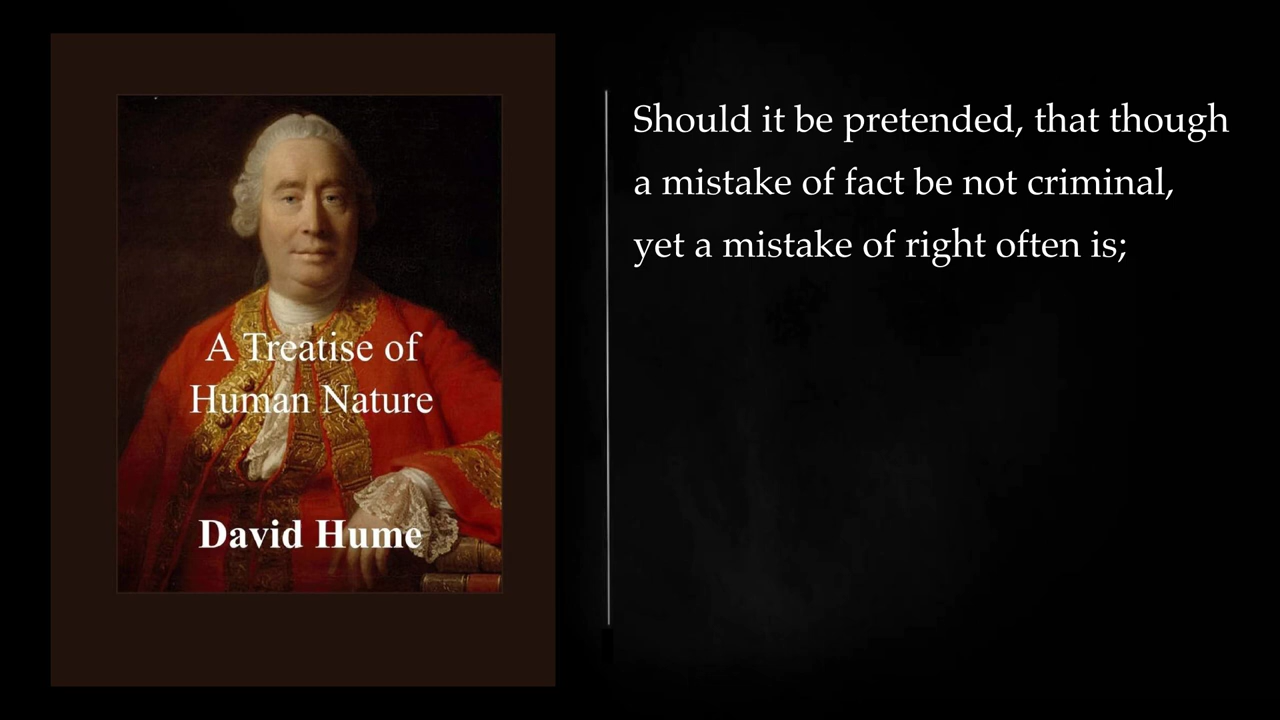 A Treatise of
Human Nature
David Hume
Should it be pretended, that though
a mistake of fact be not criminal,
yet a mistake of right often is;